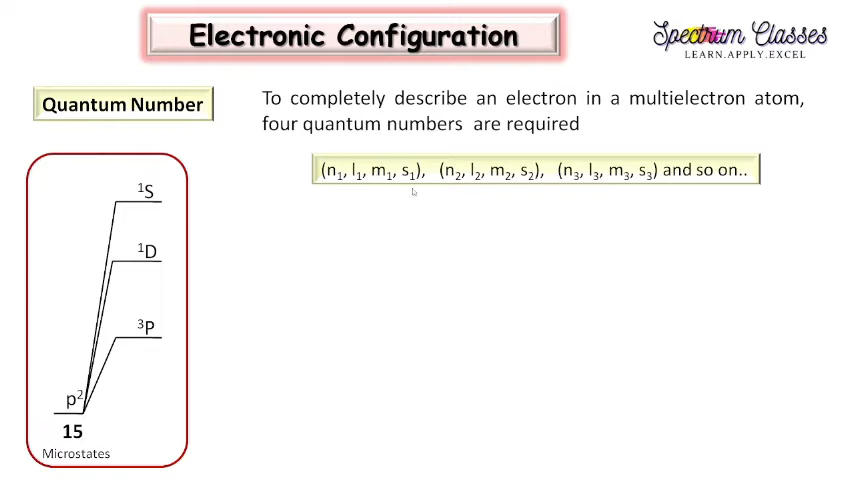 Electronic Configuration
Spectrum Classes
LEARN.APPLY.EXCEL
Quantum Number
To completely describe an electron in a multielectron atom,
four quantum numbers are required
(n₁, l₁, m₁, s₁), (n₂, l₂, m₂, s₂), (n₃, l₃, m₃, s₃) and so on..
¹S
¹D
³P
p²
15
Microstates